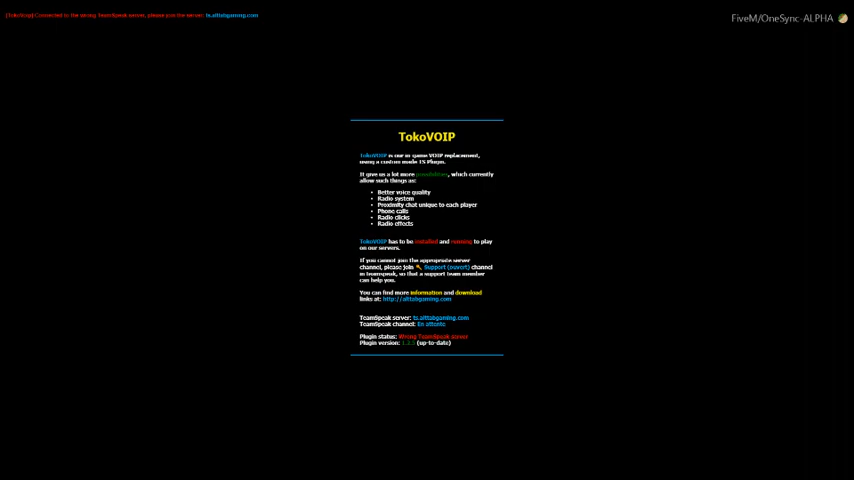 [TokoVoip] Connected to the wrong TeamSpeak server, please join the server: ts.alttabgaming.com
FiveM/OneSync-ALPHA
TokoVOIP
TokoVOIP is our in-game VOIP replacement,
using a custom made TS Plugin.
It give us a lot more possibilities, which currently
allow such things as:
• Better voice quality
• Radio system
• Proximity chat unique to each player
• Phone calls
• Radio clicks
• Radio effects
TokoVOIP has to be installed and running to play
on our servers.
If you cannot join the appropriate server
channel, please join Support (ouvert) channel
in teamspeak, so that a support team member
can help you.
You can find more information and download
links at: http://alttabgaming.com
TeamSpeak server: ts.alttabgaming.com
TeamSpeak channel: En attente
Plugin status: Wrong TeamSpeak server
Plugin version: 1.2.5 (up-to-date)